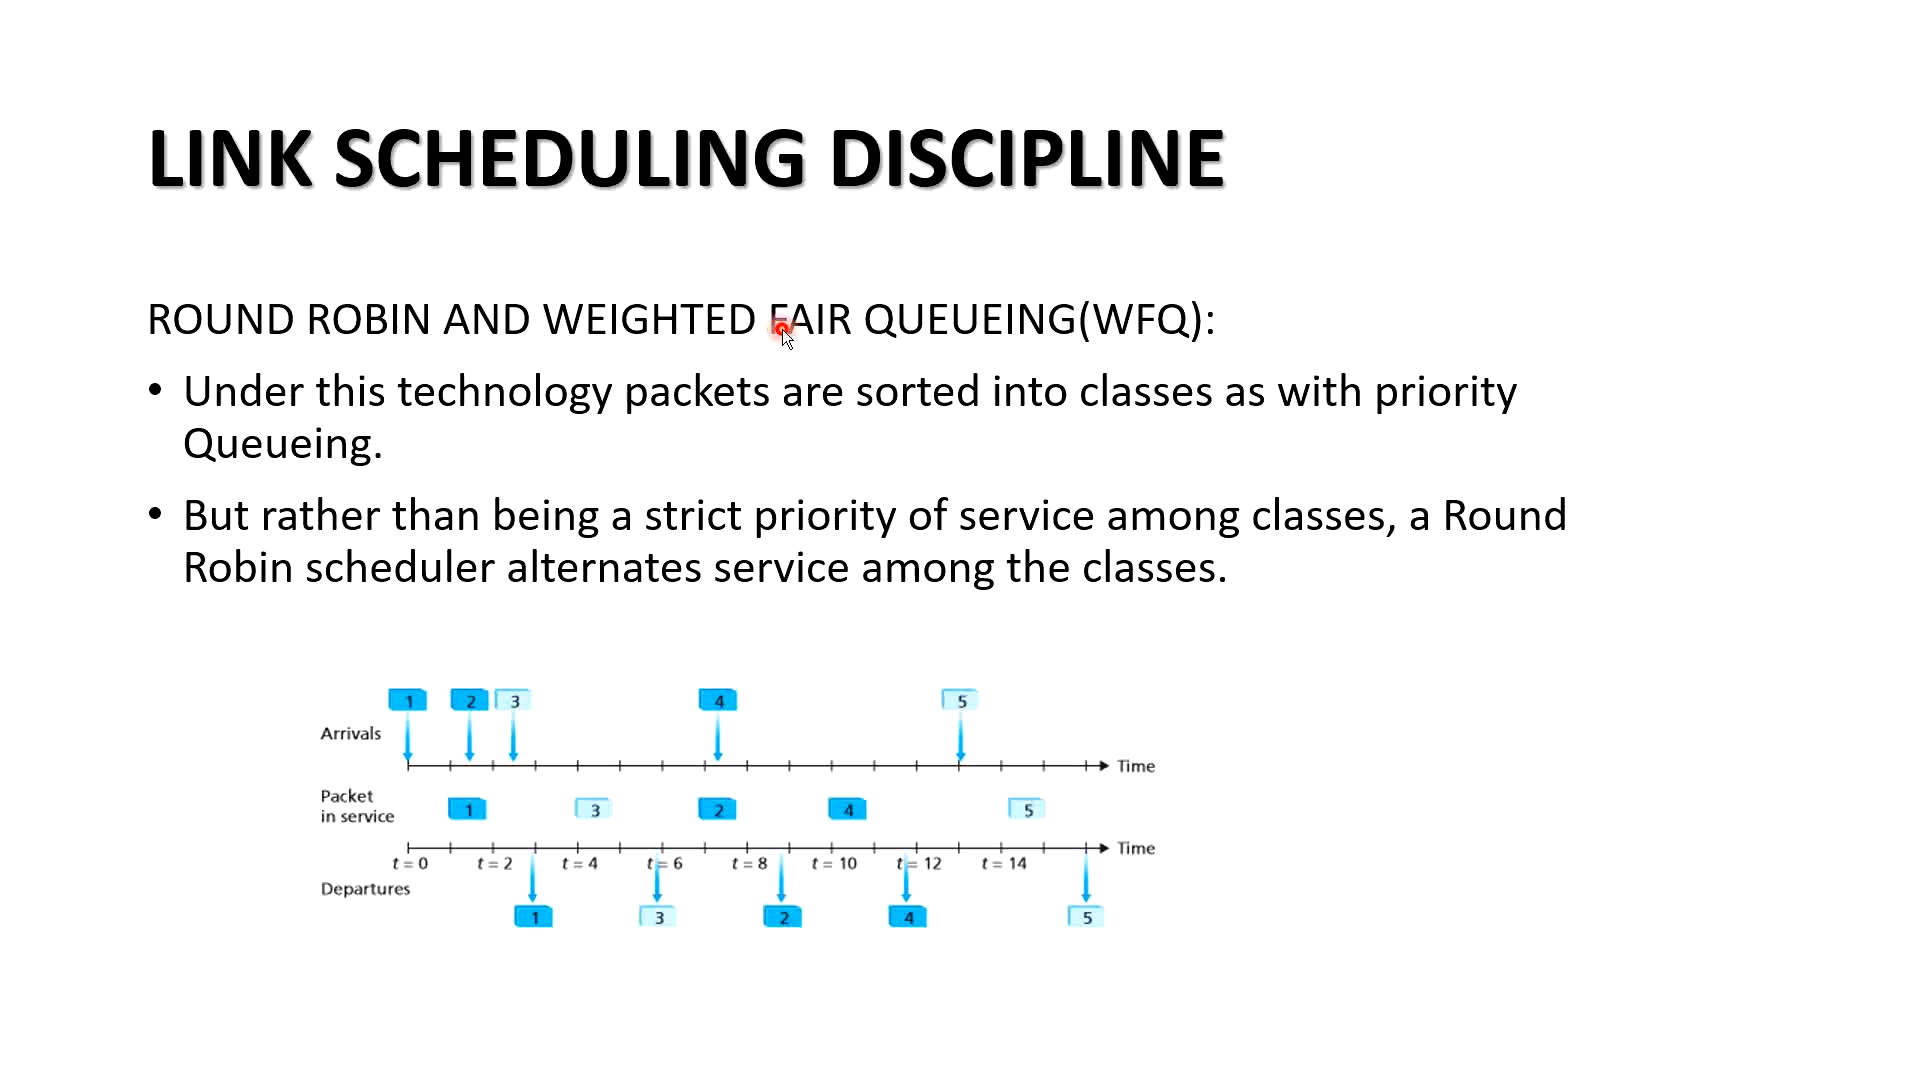 LINK SCHEDULING DISCIPLINE
ROUND ROBIN AND WEIGHTED FAIR QUEUEING(WFQ):
• Under this technology packets are sorted into classes as with priority
Queueing.
• But rather than being a strict priority of service among classes, a Round
Robin scheduler alternates service among the classes.
1 2 3 4 5
Arrivals
Time
Packet
in service
1 3 2 4 5
Time
t = 0 t = 2 t = 4 t = 6 t = 8 t = 10 t = 12 t = 14
Departures
1 3 2 4 5